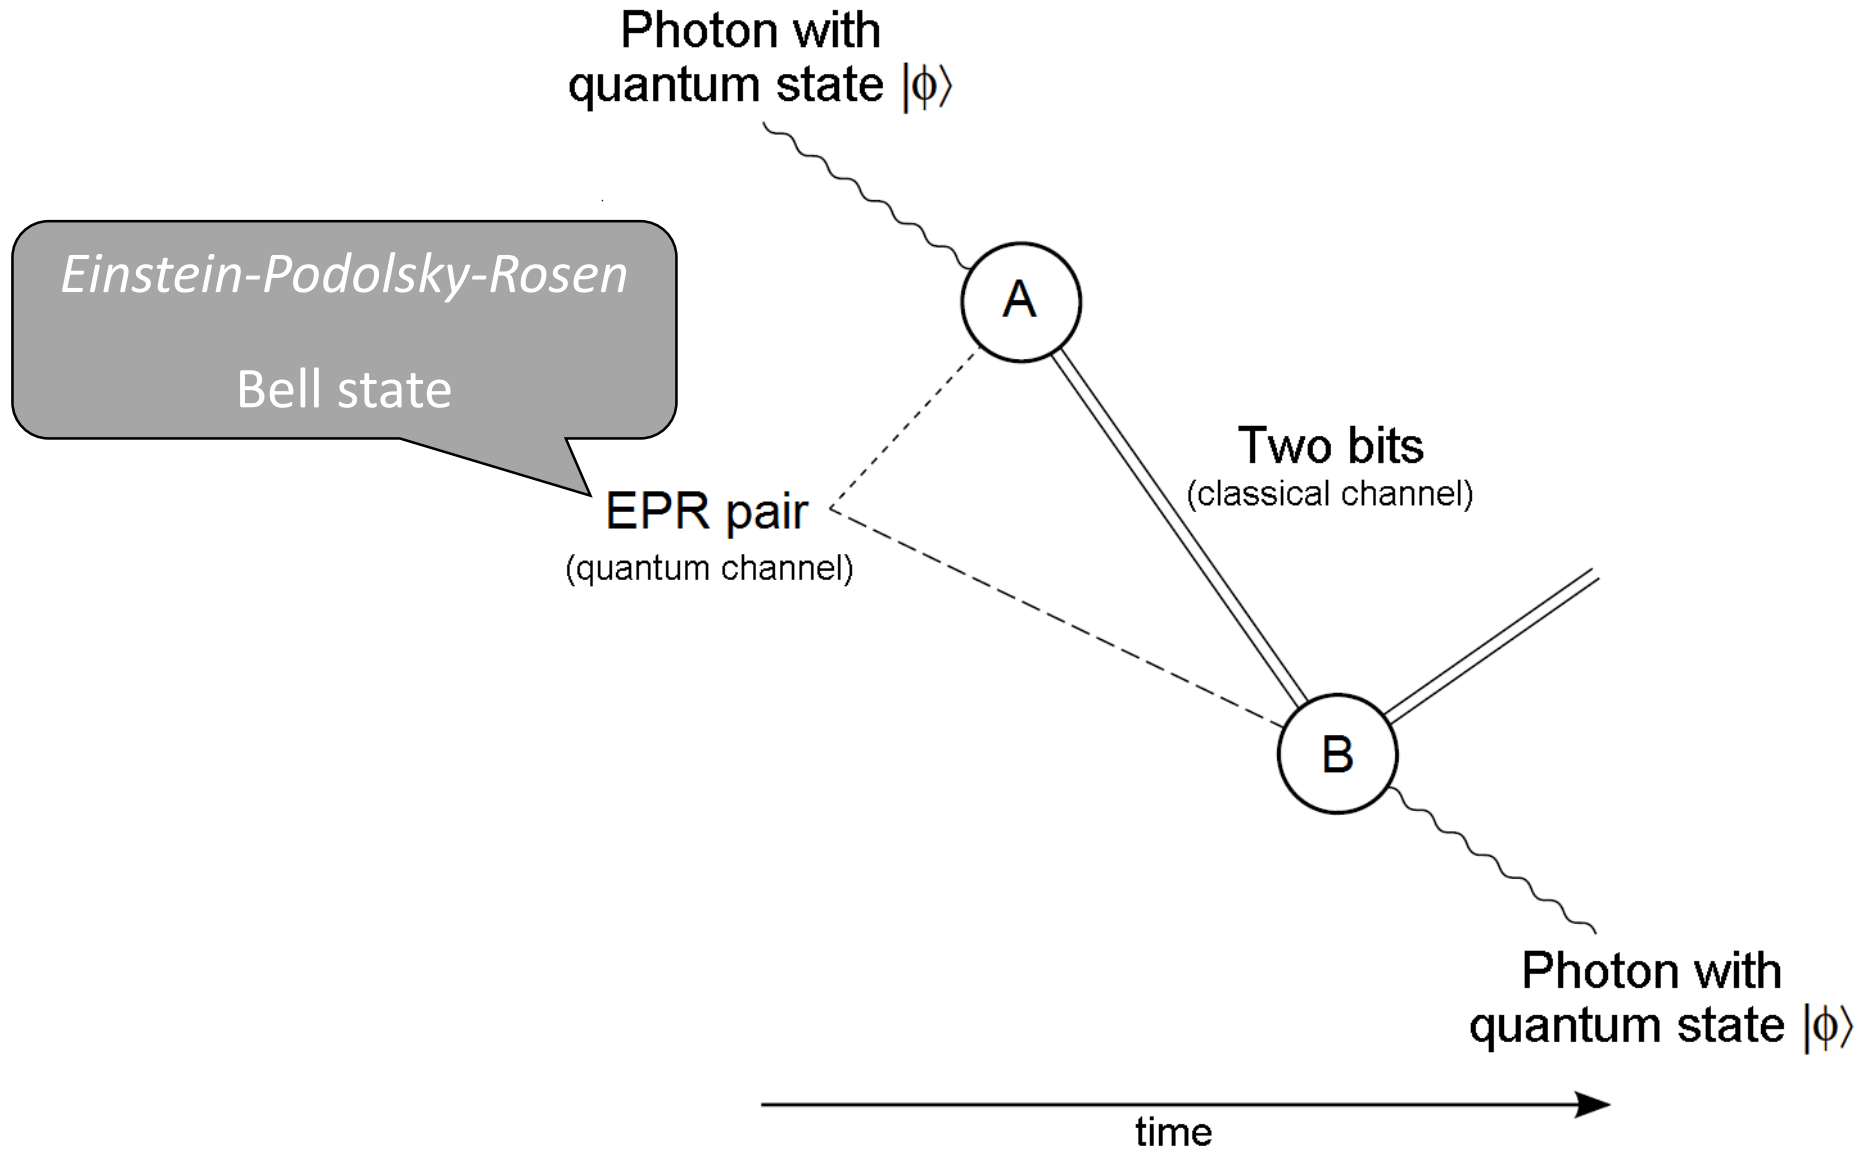 Photon with
quantum state |ϕ⟩
Einstein-Podolsky-Rosen
Bell state
A
Two bits
(classical channel)
EPR pair
(quantum channel)
B
Photon with
quantum state |ϕ⟩
time